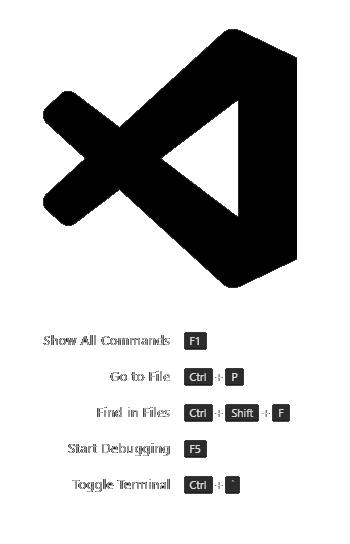 Show All Commands F1
Go to File Ctrl + P
Find in Files Ctrl + Shift + F
Start Debugging F5
Toggle Terminal Ctrl + `